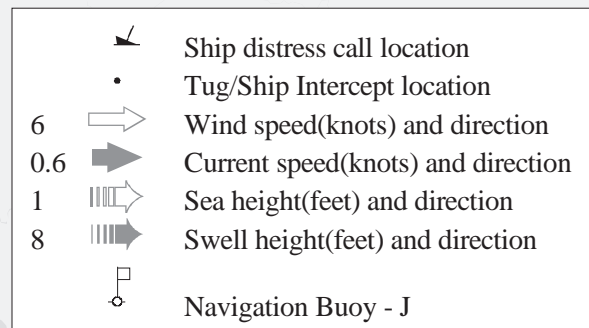 Ship distress call location
Tug/Ship Intercept location
6 Wind speed(knots) and direction
0.6 Current speed(knots) and direction
1 Sea height(feet) and direction
8 Swell height(feet) and direction
Navigation Buoy - J